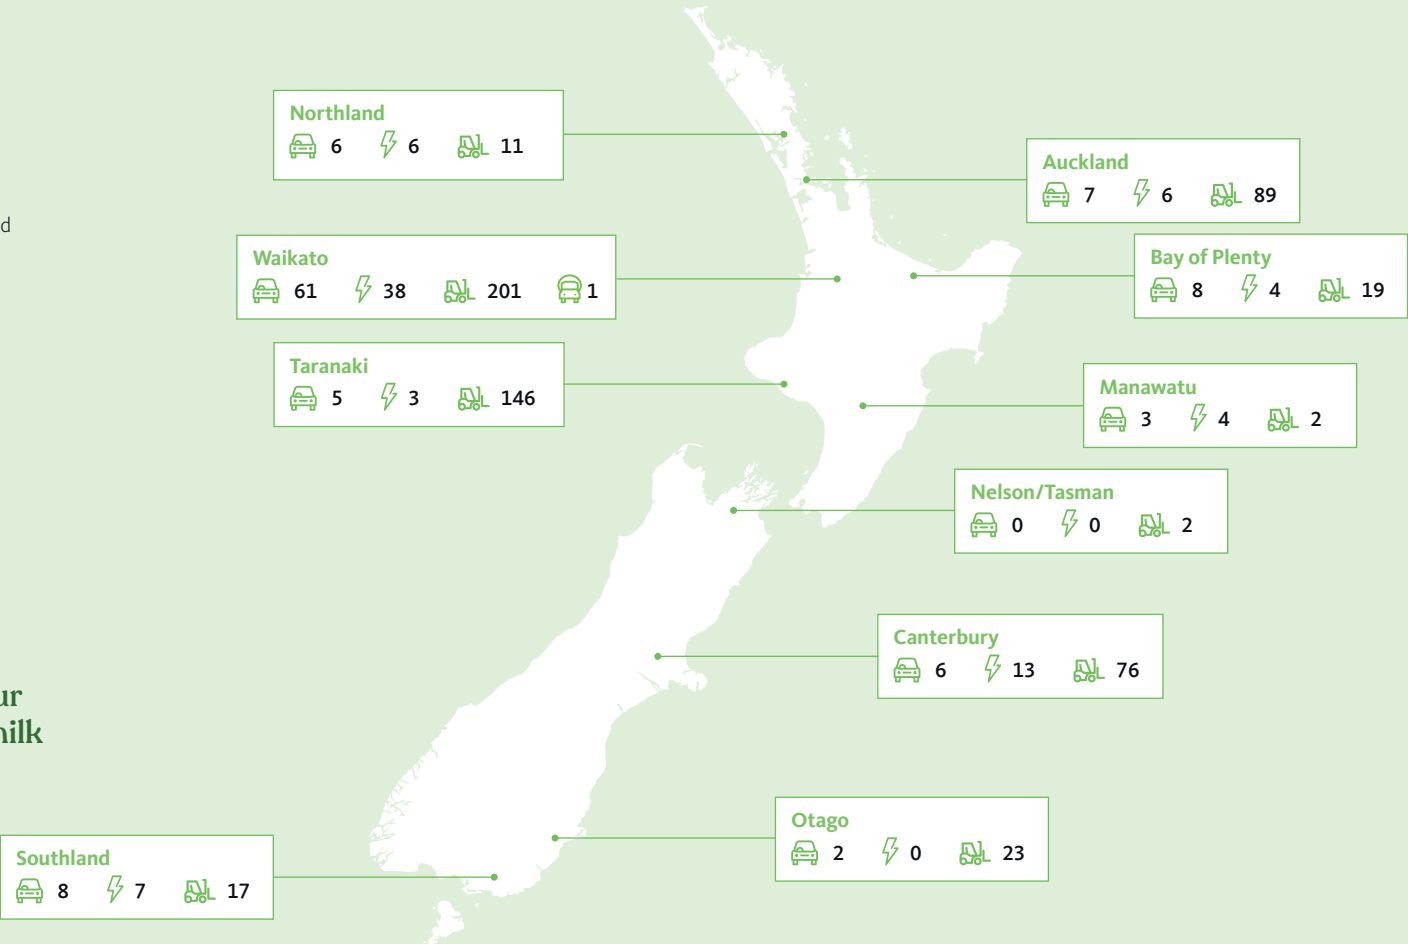 Northland
6 6 11
Auckland
7 6 89
d
Waikato
61 38 201 1
Bay of Plenty
8 4 19
Taranaki
5 3 146
Manawatu
3 4 2
Nelson/Tasman
0 0 2
Canterbury
6 13 76
ur
ilk
Otago
2 0 23
Southland
8 7 17